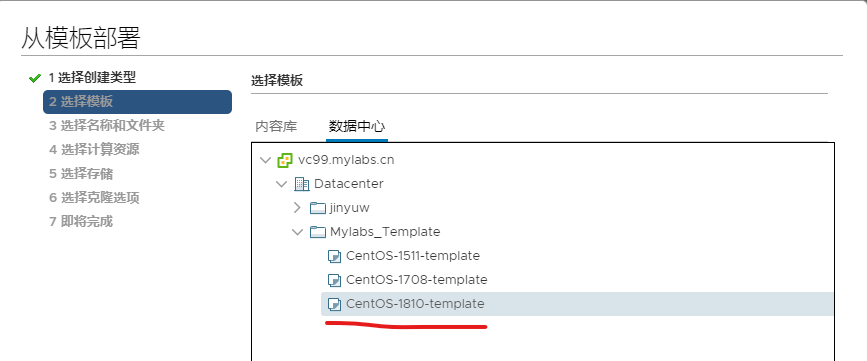 从模板部署
1 选择创建类型
2 选择模板
3 选择名称和文件夹
4 选择计算资源
5 选择存储
6 选择克隆选项
7 即将完成
选择模板
内容库 数据中心
vc99.mylabs.cn
Datacenter
jinyuw
Mylabs_Template
CentOS-1511-template
CentOS-1708-template
CentOS-1810-template